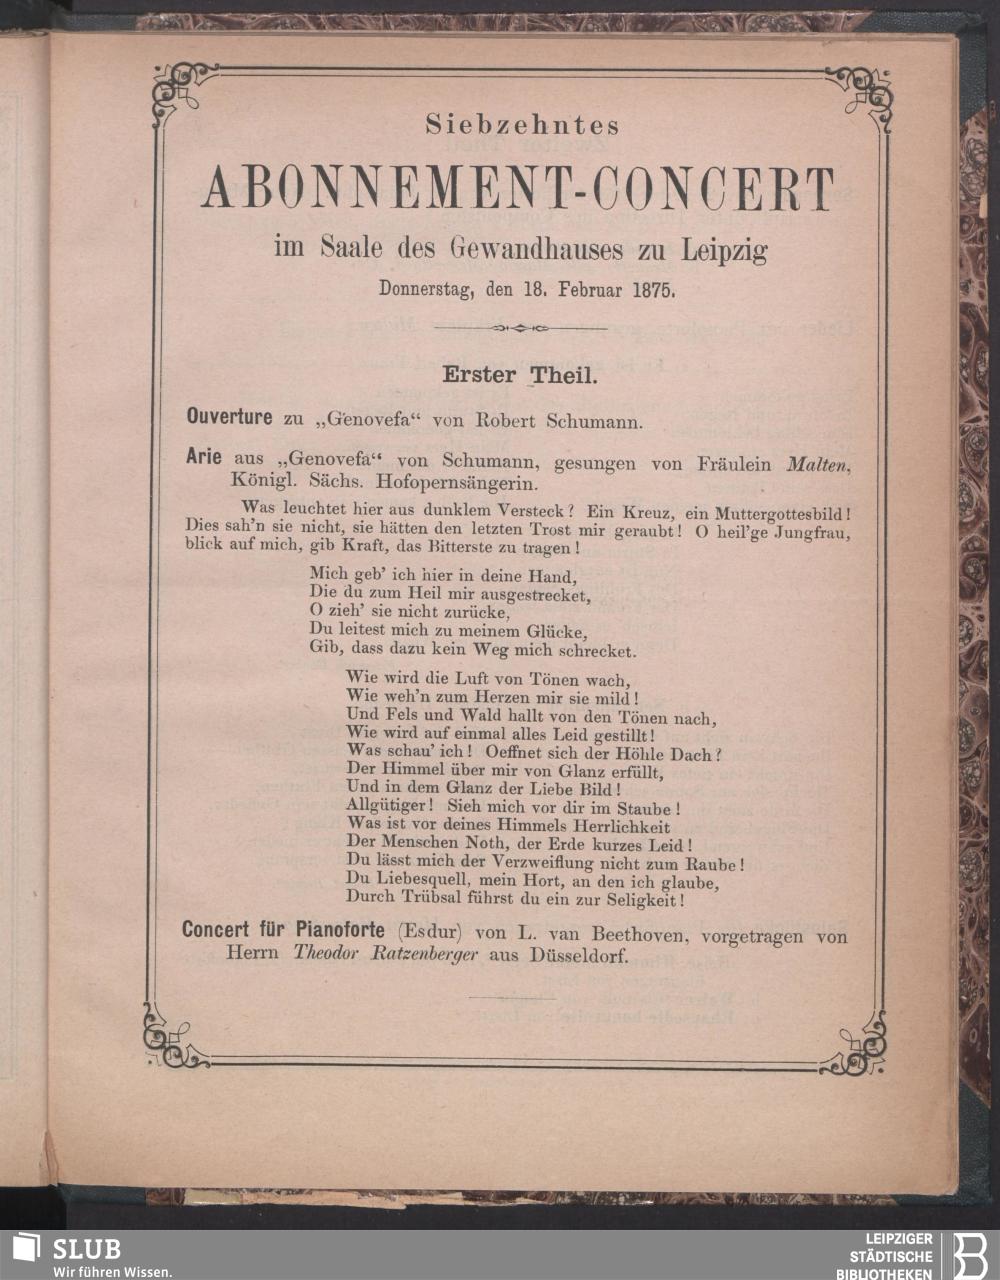 Siebzehntes
ABONNEMENT-CONCERT
im Saale des Gewandhauses zu Leipzig
Donnerstag, den 18. Februar 1875.
Erster Theil.
Ouverture zu „Genovefa“ von Robert Schumann.
Arie aus „Genovefa“ von Schumann, gesungen von Fräulein Malten,
Königl. Sächs. Hofopernsängerin.
Was leuchtet hier aus dunklem Versteck? Ein Kreuz, ein Muttergottesbild!
Dies sah'n sie nicht, sie hätten den letzten Trost mir geraubt! O heil'ge Jungfrau,
blick auf mich, gib Kraft, das Bitterste zu tragen!
Mich geb' ich hier in deine Hand,
Die du zum Heil mir ausgestrecket,
O zieh' sie nicht zurücke,
Du leitest mich zu meinem Glücke,
Gib, dass dazu kein Weg mich schrecket.
Wie wird die Luft von Tönen wach,
Wie weh'n zum Herzen mir sie mild!
Und Fels und Wald hallt von den Tönen nach,
Wie wird auf einmal alles Leid gestillt!
Was schau' ich! Oeffnet sich der Höhle Dach?
Der Himmel über mir von Glanz erfüllt,
Und in dem Glanz der Liebe Bild!
Allgütiger! Sieh mich vor dir im Staube!
Was ist vor deines Himmels Herrlichkeit
Der Menschen Noth, der Erde kurzes Leid!
Du lässt mich der Verzweiflung nicht zum Raube!
Du Liebesquell, mein Hort, an den ich glaube,
Durch Trübsal führst du ein zur Seligkeit!
Concert für Pianoforte (Esdur) von L. van Beethoven, vorgetragen von
Herrn Theodor Ratzenberger aus Düsseldorf.
SLUB
Wir führen Wissen.
LEIPZIGER
STÄDTISCHE
BIBLIOTHEKEN